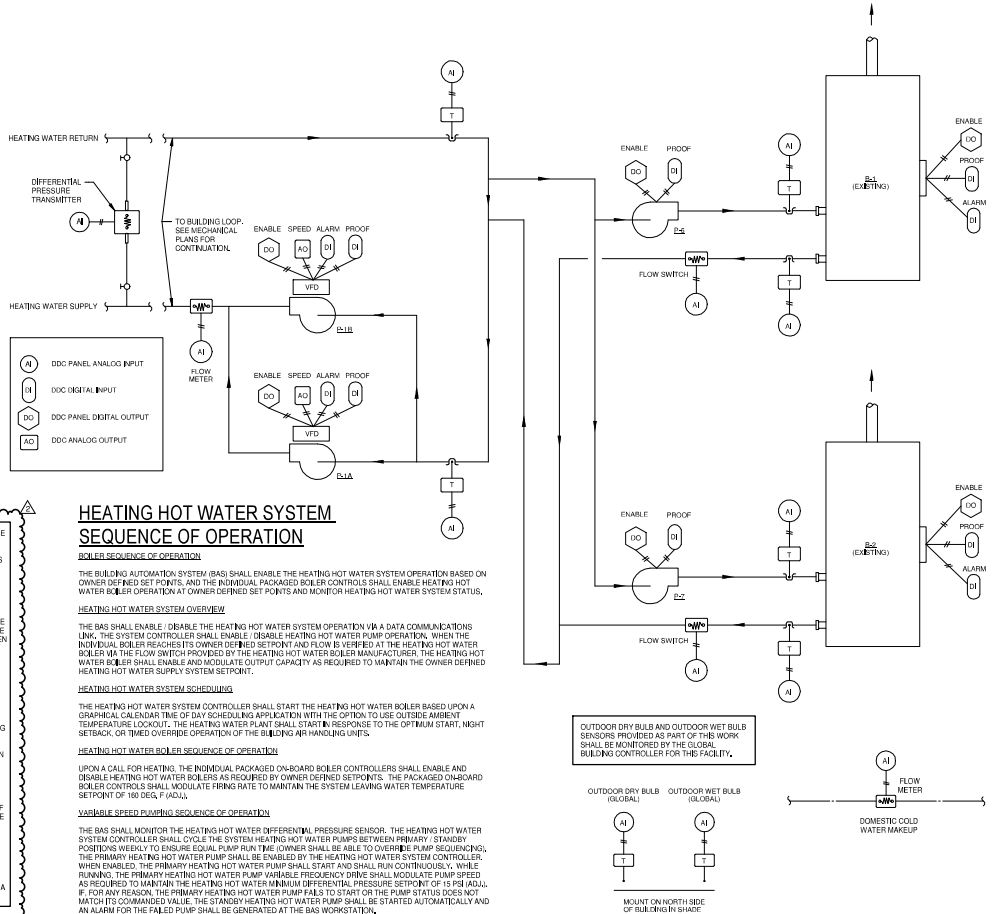 HEATING WATER RETURN
DIFFERENTIAL
PRESSURE
TRANSMITTER
AI
TO BUILDING LOOP.
SEE MECHANICAL
PLANS FOR
CONTINUATION.
HEATING WATER SUPPLY
AI
FLOW
METER
AI
T
ENABLE SPEED ALARM PROOF
DO AO DI DI
VFD
P-1B
ENABLE SPEED ALARM PROOF
DO AO DI DI
VFD
P-1A
T
AI
AI DDC PANEL ANALOG INPUT
DI DDC DIGITAL INPUT
DO DDC PANEL DIGITAL OUTPUT
AO DDC ANALOG OUTPUT
ENABLE PROOF
DO DI
P-6
AI
T
FLOW SWITCH
AI
T
AI
B-1
(EXISTING)
ENABLE
DO
PROOF
DI
ALARM
DI
ENABLE PROOF
DO DI
P-7
AI
T
FLOW SWITCH
AI
T
AI
B-2
(EXISTING)
ENABLE
DO
PROOF
DI
ALARM
DI
2
HEATING HOT WATER SYSTEM
SEQUENCE OF OPERATION
BOILER SEQUENCE OF OPERATION
THE BUILDING AUTOMATION SYSTEM (BAS) SHALL ENABLE THE HEATING HOT WATER SYSTEM OPERATION BASED ON
OWNER DEFINED SET POINTS, AND THE INDIVIDUAL PACKAGED BOILER CONTROLS SHALL ENABLE HEATING HOT
WATER BOILER OPERATION AT OWNER DEFINED SET POINTS AND MONITOR HEATING HOT WATER SYSTEM STATUS.
HEATING HOT WATER SYSTEM OVERVIEW
THE BAS SHALL ENABLE / DISABLE THE HEATING HOT WATER SYSTEM OPERATION VIA A DATA COMMUNICATIONS
LINK. THE SYSTEM CONTROLLER SHALL ENABLE / DISABLE HEATING HOT WATER PUMP OPERATION. WHEN THE
INDIVIDUAL BOILER REACHES ITS OWNER DEFINED SETPOINT AND FLOW IS VERIFIED AT THE HEATING HOT WATER
BOILER VIA THE FLOW SWITCH PROVIDED BY THE HEATING HOT WATER BOILER MANUFACTURER, THE HEATING HOT
WATER BOILER SHALL ENABLE AND MODULATE OUTPUT CAPACITY AS REQUIRED TO MAINTAIN THE OWNER DEFINED
HEATING HOT WATER SUPPLY SYSTEM SETPOINT.
HEATING HOT WATER SYSTEM SCHEDULING
THE HEATING HOT WATER SYSTEM CONTROLLER SHALL START THE HEATING HOT WATER BOILER BASED UPON A
GRAPHICAL CALENDAR TIME OF DAY SCHEDULING APPLICATION WITH THE OPTION TO USE OUTSIDE AMBIENT
TEMPERATURE LOCKOUT. THE HEATING WATER PLANT SHALL START IN RESPONSE TO THE OPTIMUM START, NIGHT
SETBACK, OR TIMED OVERRIDE OPERATION OF THE BUILDING AIR HANDLING UNITS.
HEATING HOT WATER BOILER SEQUENCE OF OPERATION
UPON A CALL FOR HEATING, THE INDIVIDUAL PACKAGED ON-BOARD BOILER CONTROLLERS SHALL ENABLE AND
DISABLE HEATING HOT WATER BOILERS AS REQUIRED BY OWNER DEFINED SETPOINTS. THE PACKAGED ON-BOARD
BOILER CONTROLS SHALL MODULATE FIRING RATE TO MAINTAIN THE SYSTEM LEAVING WATER TEMPERATURE
SETPOINT OF 160 DEG. F (ADJ.).
VARIABLE SPEED PUMPING SEQUENCE OF OPERATION
THE BAS SHALL MONITOR THE HEATING HOT WATER DIFFERENTIAL PRESSURE SENSOR. THE HEATING HOT WATER
SYSTEM CONTROLLER SHALL CYCLE THE SYSTEM HEATING HOT WATER PUMPS BETWEEN PRIMARY / STANDBY
POSITIONS WEEKLY TO ENSURE EQUAL PUMP RUN TIME (OWNER SHALL BE ABLE TO OVERRIDE PUMP SEQUENCING).
THE PRIMARY HEATING HOT WATER PUMP SHALL BE ENABLED BY THE HEATING HOT WATER SYSTEM CONTROLLER.
WHEN ENABLED, THE PRIMARY HEATING HOT WATER PUMP SHALL START AND SHALL RUN CONTINUOUSLY. WHILE
RUNNING, THE PRIMARY HEATING HOT WATER PUMP VARIABLE FREQUENCY DRIVE SHALL MODULATE PUMP SPEED
AS REQUIRED TO MAINTAIN THE HEATING HOT WATER MINIMUM DIFFERENTIAL PRESSURE SETPOINT OF 15 PSI (ADJ.).
IF, FOR ANY REASON, THE PRIMARY HEATING HOT WATER PUMP FAILS TO START OR THE PUMP STATUS DOES NOT
MATCH ITS COMMANDED VALUE, THE STANDBY HEATING HOT WATER PUMP SHALL BE STARTED AUTOMATICALLY AND
AN ALARM FOR THE FAILED PUMP SHALL BE GENERATED AT THE BAS WORKSTATION.
OUTDOOR DRY BULB AND OUTDOOR WET BULB
SENSORS PROVIDED AS PART OF THIS WORK
SHALL BE MONITORED BY THE GLOBAL
BUILDING CONTROLLER FOR THIS FACILITY.
OUTDOOR DRY BULB
(GLOBAL)
OUTDOOR WET BULB
(GLOBAL)
AI AI
T T
MOUNT ON NORTH SIDE
OF BUILDING IN SHADE
AI
FLOW
METER
DOMESTIC COLD
WATER MAKEUP